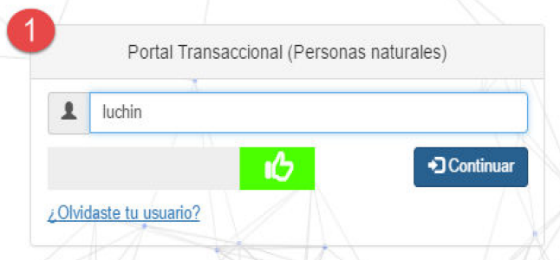 1
Portal Transaccional (Personas naturales)
luchin
Continuar
¿Olvidaste tu usuario?